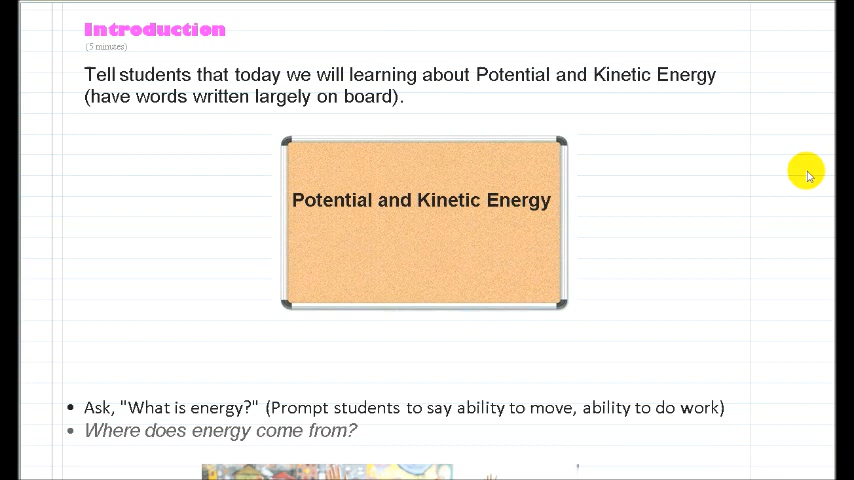 Introduction
(5 minutes)
Tell students that today we will learning about Potential and Kinetic Energy
(have words written largely on board).
Potential and Kinetic Energy
• Ask, "What is energy?" (Prompt students to say ability to move, ability to do work)
• Where does energy come from?